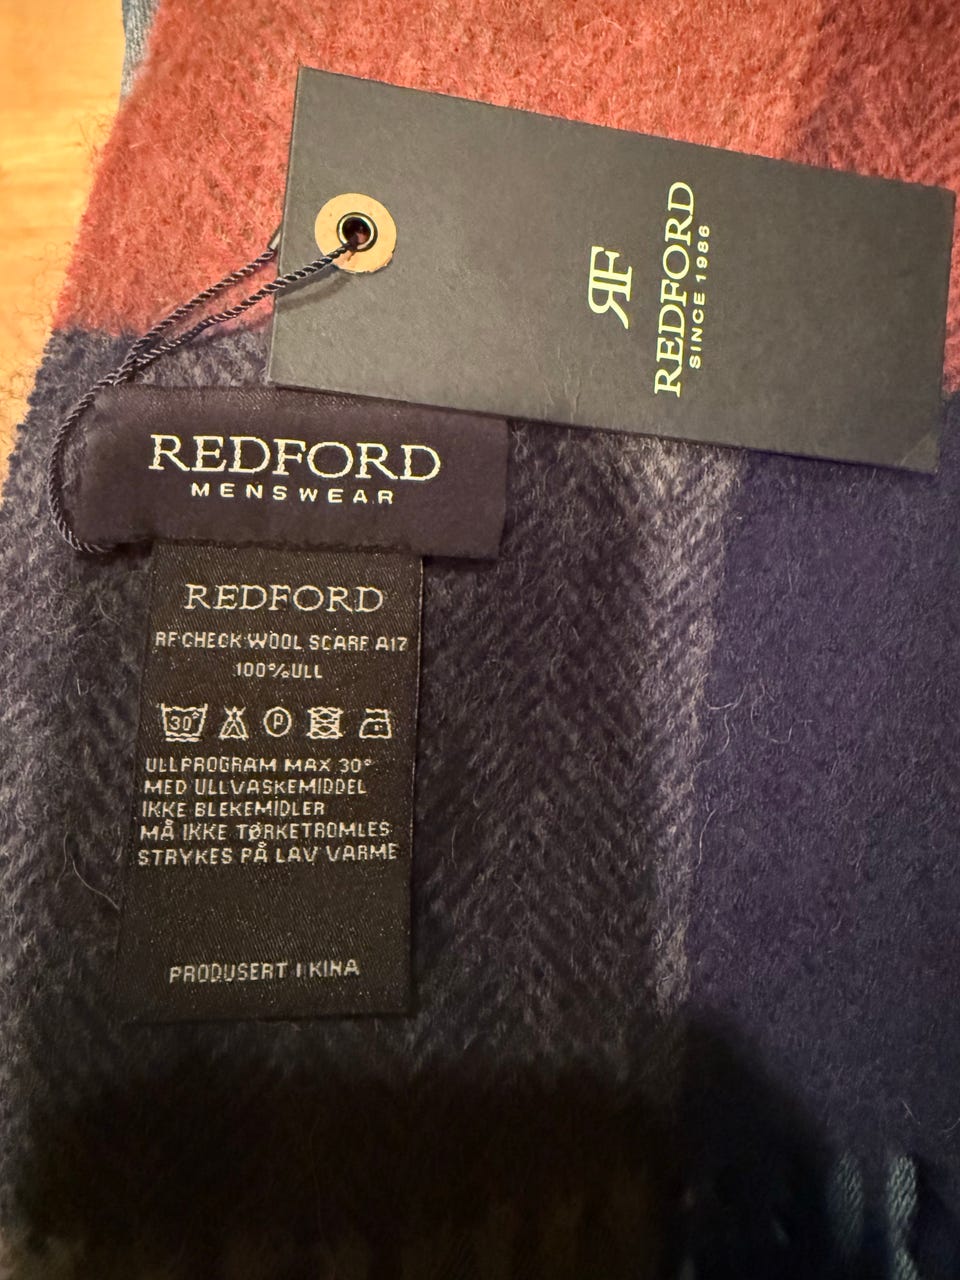 RF
REDFORD
SINCE 1986
REDFORD
MENSWEAR
REDFORD
RF CHECK WOOL SCARF A17
100% ULL
30°
P
ULLPROGRAM MAX 30°
MED ULLVASKEMIDDEL
IKKE BLEKEMIDLER
MÅ IKKE TØRKETROMLES
STRYKES PÅ LAV VARME
PRODUSERT I KINA